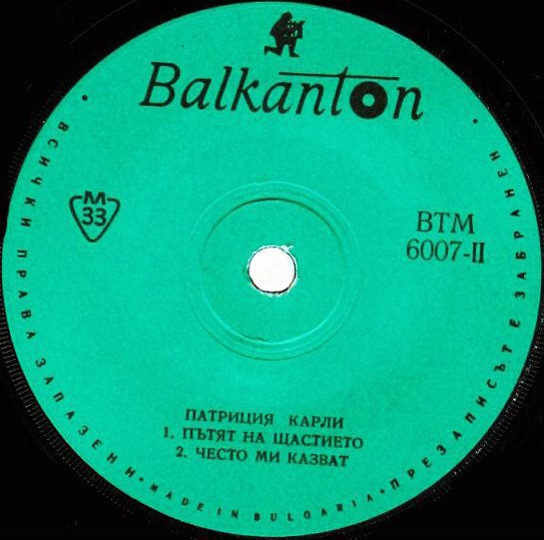 Balkanton
М
33
ВТМ
6007-II
ПАТРИЦИЯ КАРЛИ
1. ПЪТЯТ НА ЩАСТИЕТО
2. ЧЕСТО МИ КАЗВАТ
• ВСИЧКИ ПРАВА ЗАПАЗЕНИ • MADE IN BULGARIA • ПРЕЗАПИСЪТ Е ЗАБРАНЕН •